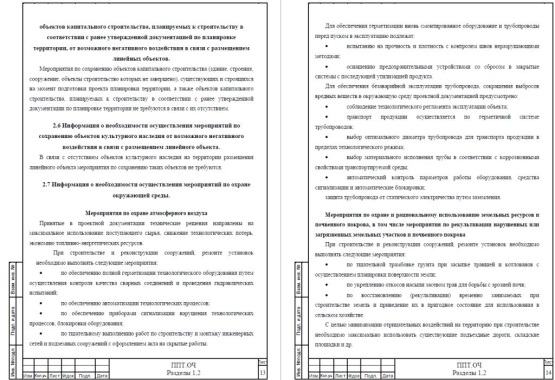 объектов капитального строительства, планируемых к строительству в
соответствии с ранее утвержденной документацией по планировке
территории, от возможного негативного воздействия в связи с размещением
линейных объектов.
Мероприятия по сохранению объектов капитального строительства (здание, строение,
сооружение, объекты строительство которых не завершено), существующих и строящихся
на момент подготовки проекта планировки территории, а также объектов капитального
строительства, планируемых к строительству в соответствии с ранее утвержденной
документации по планировке территории не требуются в связи с их отсутствием.
2.6 Информация о необходимости осуществления мероприятий по
сохранению объектов культурного наследия от возможного негативного
воздействия в связи с размещением линейного объекта.
В связи с отсутствием объектов культурного наследия на территории размещения
линейного объекта мероприятия по сохранению таких объектов не требуются.
2.7 Информация о необходимости осуществления мероприятий по охране
окружающей среды.
Мероприятия по охране атмосферного воздуха
Принятые в проектной документации технические решения направлены на
максимальное использование поступающего сырья, снижение технологических потерь,
экономию топливно-энергетических ресурсов.
При строительстве и реконструкции сооружений, ремонте установок
необходимо выполнить следующие мероприятия:
• по обеспечению полной герметизации технологического оборудования путем
осуществления контроля качества сварных соединений и проведения гидравлических
испытаний;
• по обеспечению автоматизации технологических процессов;
• по обеспечению приборами сигнализации нарушения технологических
процессов, блокировки оборудования;
• по тщательному выполнению работ по строительству и монтажу инженерных
сетей и подземных сооружений с оформлением акта на скрытые работы.
Взам. инв. №
Подп. и дата
Инв. №подл.
Изм. Кол.уч. Лист №док. Подп. Дата
ППТ.ОЧ
Разделы 1,2
Лист
13
Для обеспечения герметизации вновь смонтированное оборудование и трубопроводы
перед пуском в эксплуатацию подлежат:
• испытанию на прочность и плотность с контролем швов неразрушающими
методами;
• оснащению предохранительными устройствами со сбросом в закрытые
системы с последующей утилизацией продукта.
Для обеспечения безаварийной эксплуатации трубопровода, сокращения выбросов
вредных веществ в окружающую среду проектной документацией предусмотрено:
• соблюдение технологического регламента эксплуатации объекта;
• транспорт продукции осуществляется по герметичной системе
трубопроводов;
• выбор оптимального диаметра трубопровода для транспорта продукции в
пределах технологического режима;
• выбор материального исполнения трубы в соответствии с коррозионными
свойствами транспортируемой среды;
• автоматический контроль параметров работы оборудования, средства
сигнализации и автоматические блокировки;
защита трубопровода от статического электричества путем заземления.
Мероприятия по охране и рациональному использованию земельных ресурсов и
почвенного покрова, в том числе мероприятия по рекультивации нарушенных или
загрязненных земельных участков и почвенного покрова
При строительстве и реконструкции сооружений, ремонте установок необходимо
выполнить следующие мероприятия:
• по тщательной трамбовке грунта при засыпке траншей и котлованов с
осуществлением планировки поверхности земли;
• по укреплению откосов насыпи засевом трав для борьбы с эрозией почв;
• по восстановлению (рекультивации) временно занимаемых при
строительстве земель и приведение их в пригодное состояние для использования в
сельском хозяйстве.
С целью минимизации отрицательных воздействий на территорию при строительстве
необходимо максимально использовать существующие подъездные дороги, складские
площадки и др.
Взам. инв. №
Подп. и дата
Инв. №подл.
Изм. Кол.уч. Лист №док. Подп. Дата
ППТ.ОЧ
Разделы 1,2
Лист
14